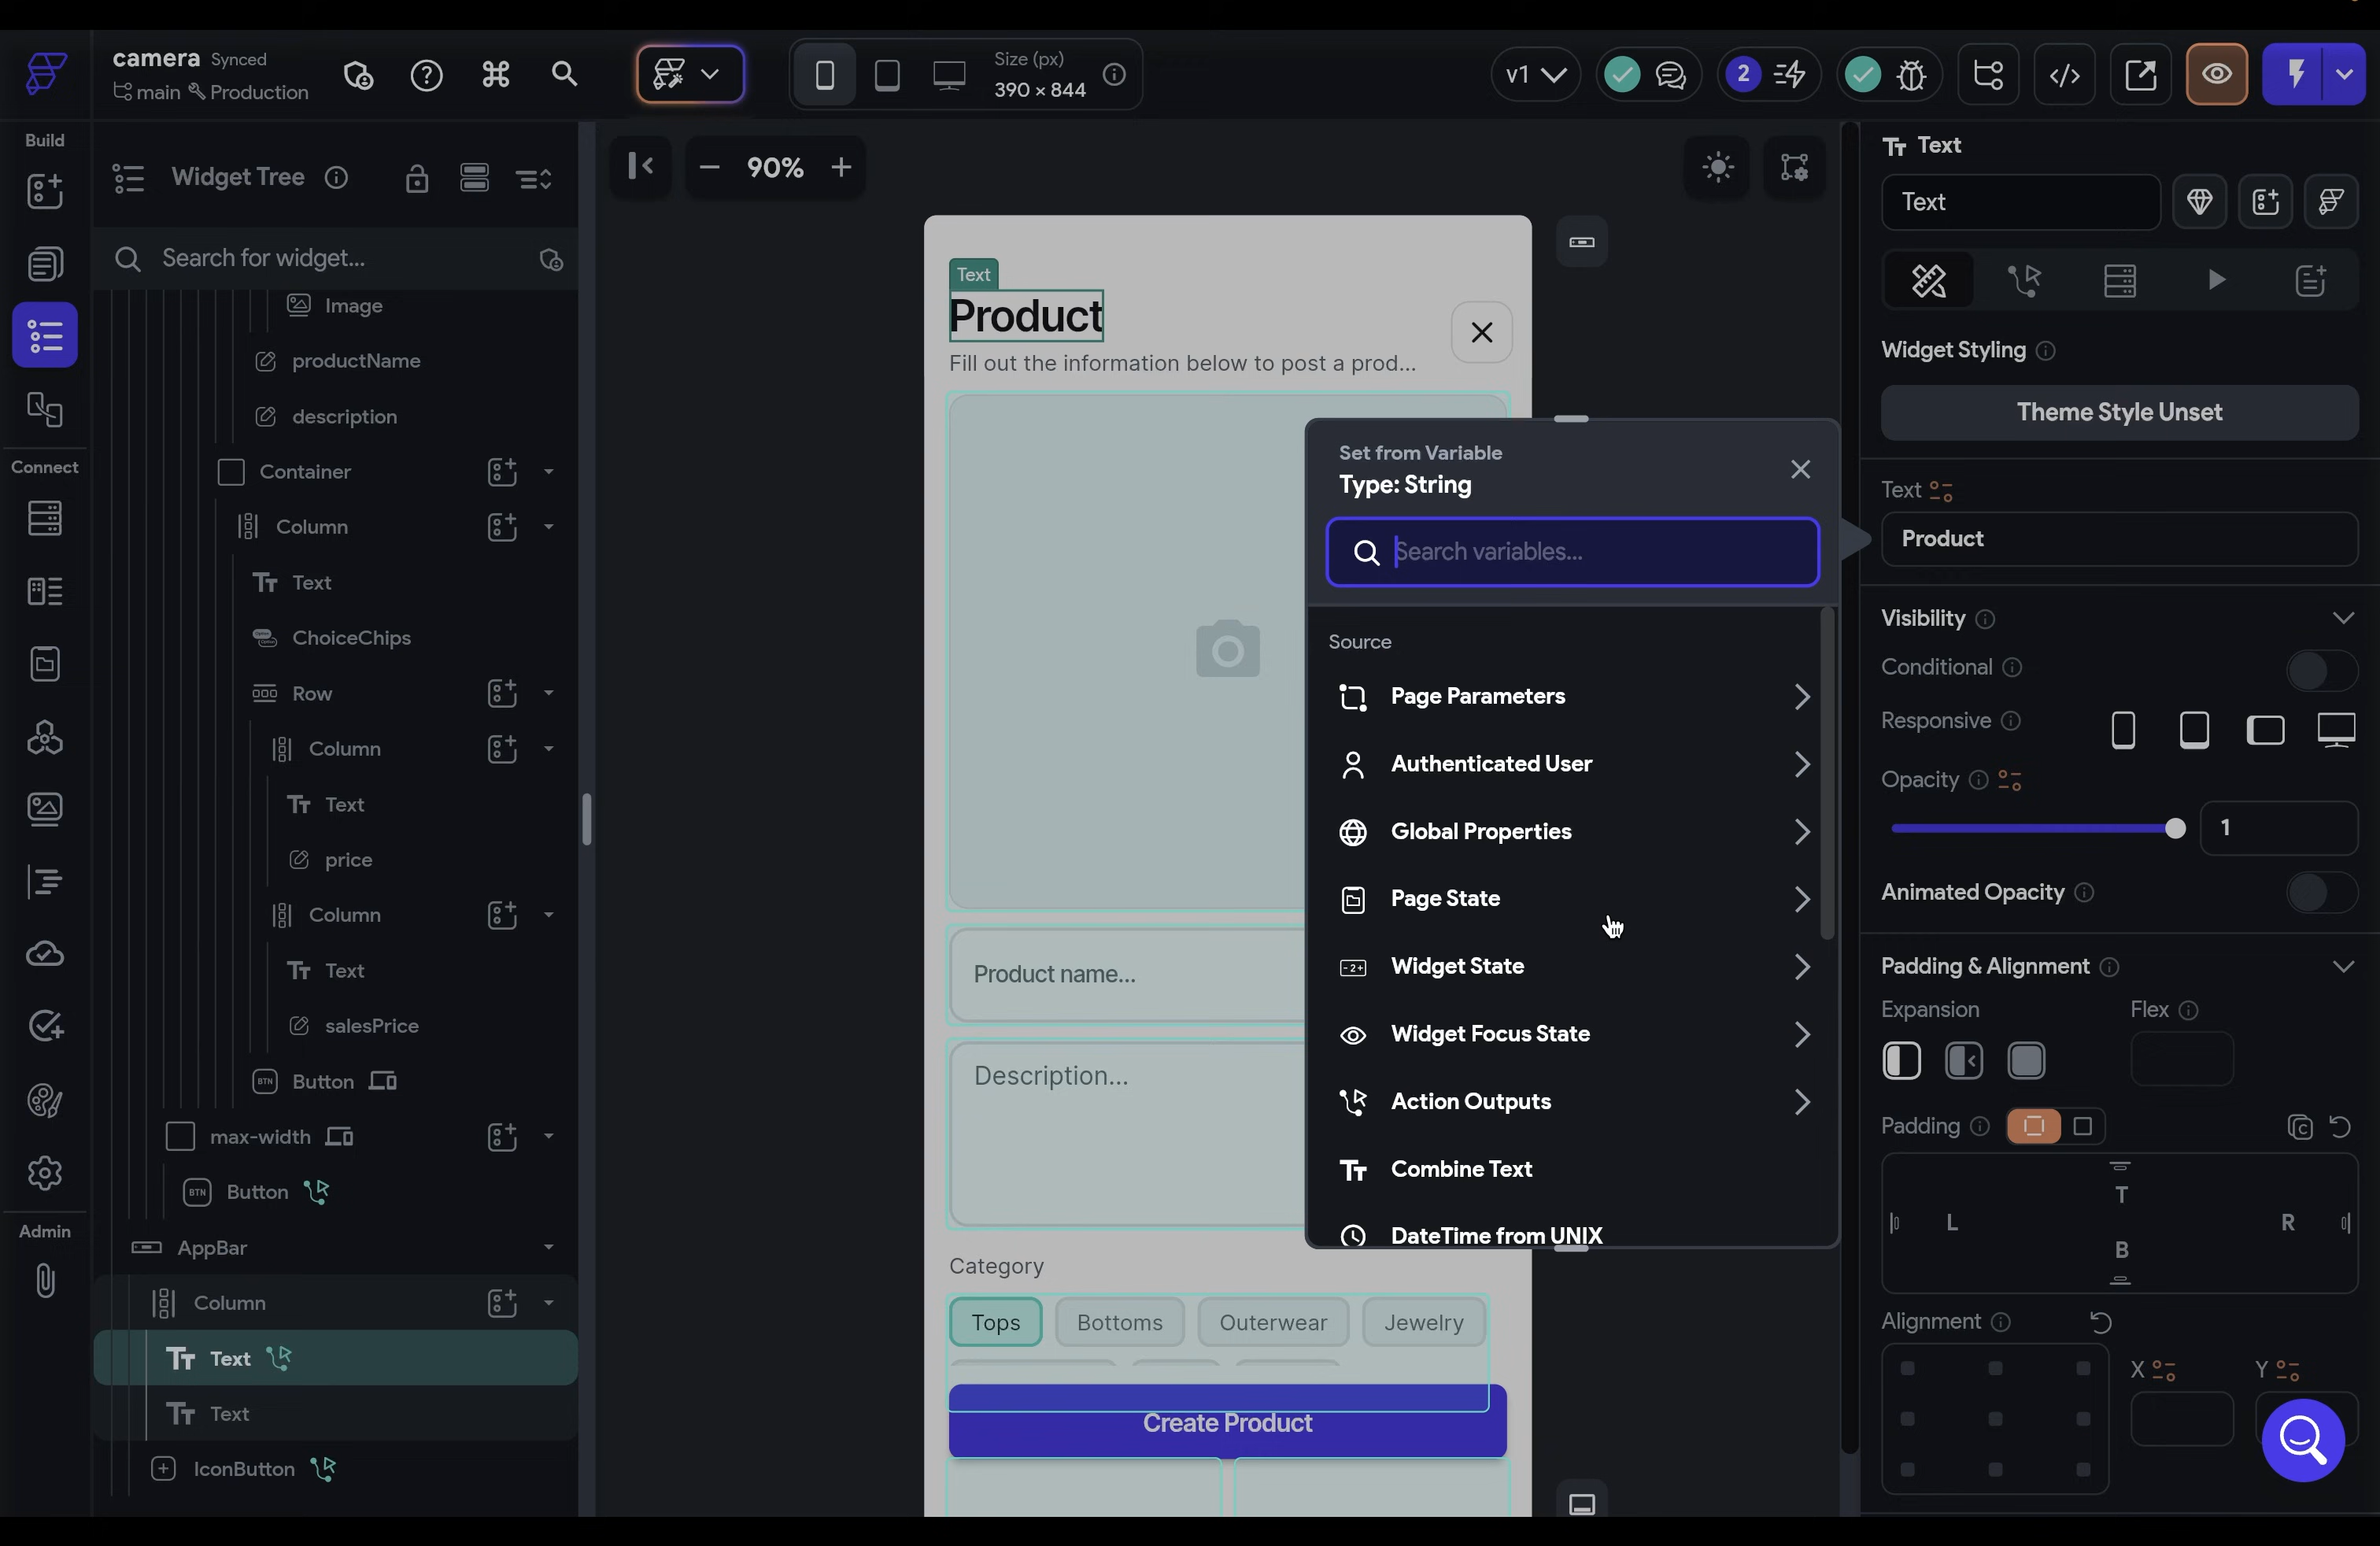 camera Synced
main Production
Size (px)
390 × 844
v1
2
Build
Widget Tree
90%
Search for widget...
Image
productName
description
Container
Column
Text
ChoiceChips
Row
Column
Text
price
Column
Text
salesPrice
BTN Button
max-width
BTN Button
AppBar
Column
Text
Text
IconButton
Connect
Admin
Text
Product
Fill out the information below to post a prod...
Product name...
Description...
Category
Tops
Bottoms
Outerwear
Jewelry
Create Product
Set from Variable
Type: String
Search variables...
Source
Page Parameters
Authenticated User
Global Properties
Page State
Widget State
Widget Focus State
Action Outputs
Combine Text
DateTime from UNIX
Text
Text
Widget Styling
Theme Style Unset
Text
Product
Visibility
Conditional
Responsive
Opacity
1
Animated Opacity
Padding & Alignment
Expansion
Flex
Padding
T
L
R
B
Alignment
X
Y